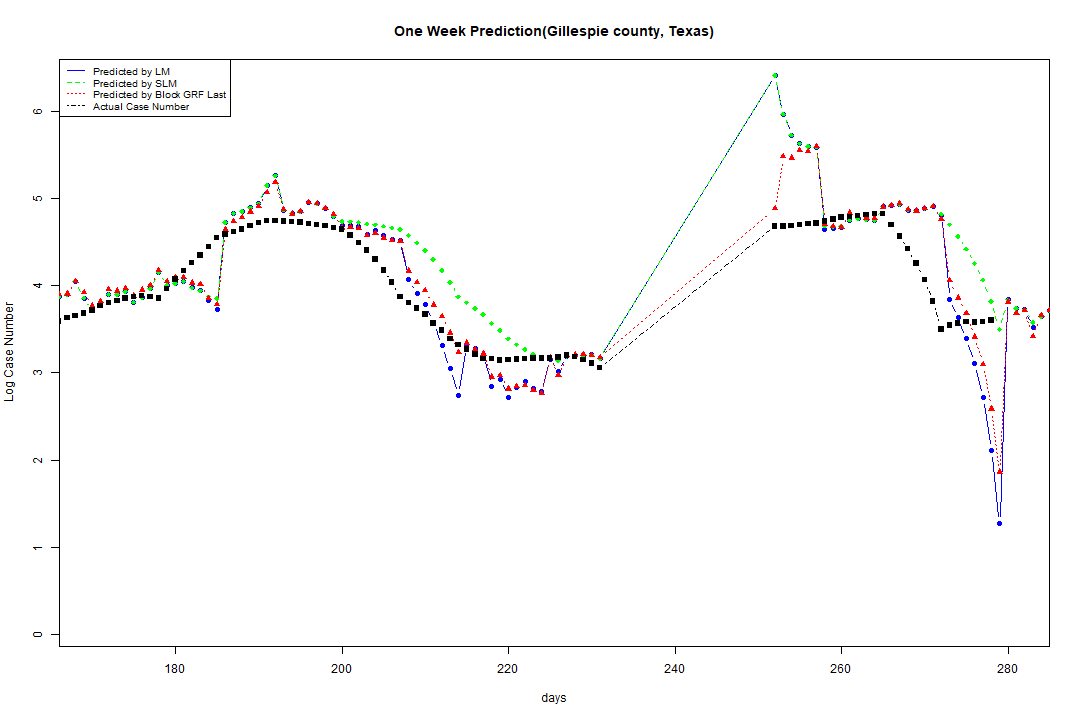 One Week Prediction(Gillespie county, Texas)
Predicted by LM
Predicted by SLM
Predicted by Block GRF Last
Actual Case Number
6
5
4
3
2
1
0
Log Case Number
180 200 220 240 260 280
days